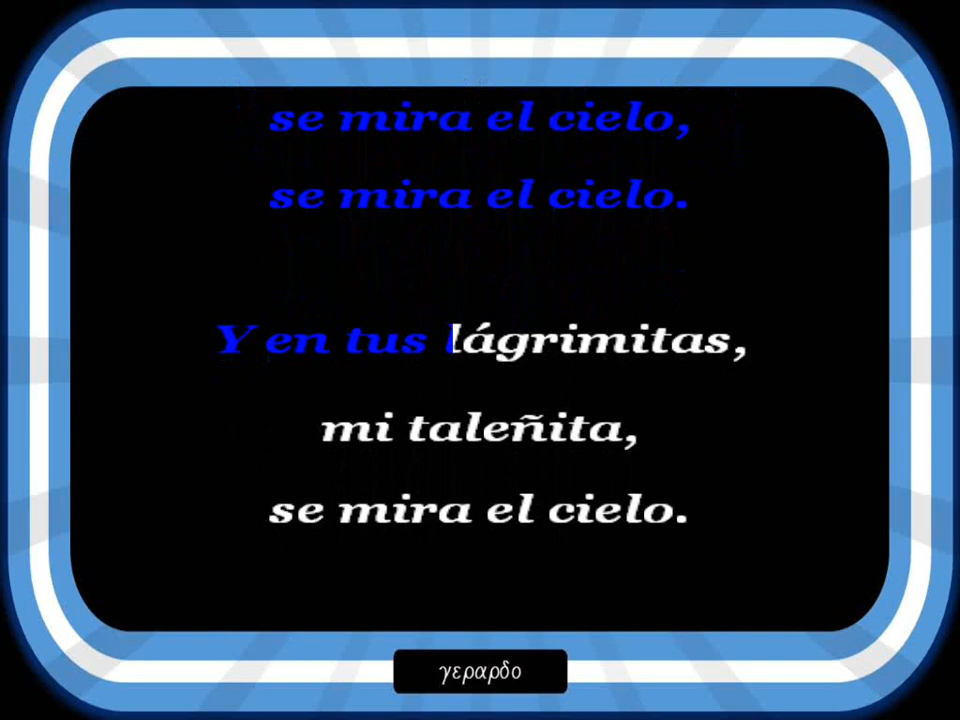 se mira el cielo,
se mira el cielo.
Y en tus lágrimitas,
mi taleñita,
se mira el cielo.
γεραρδο